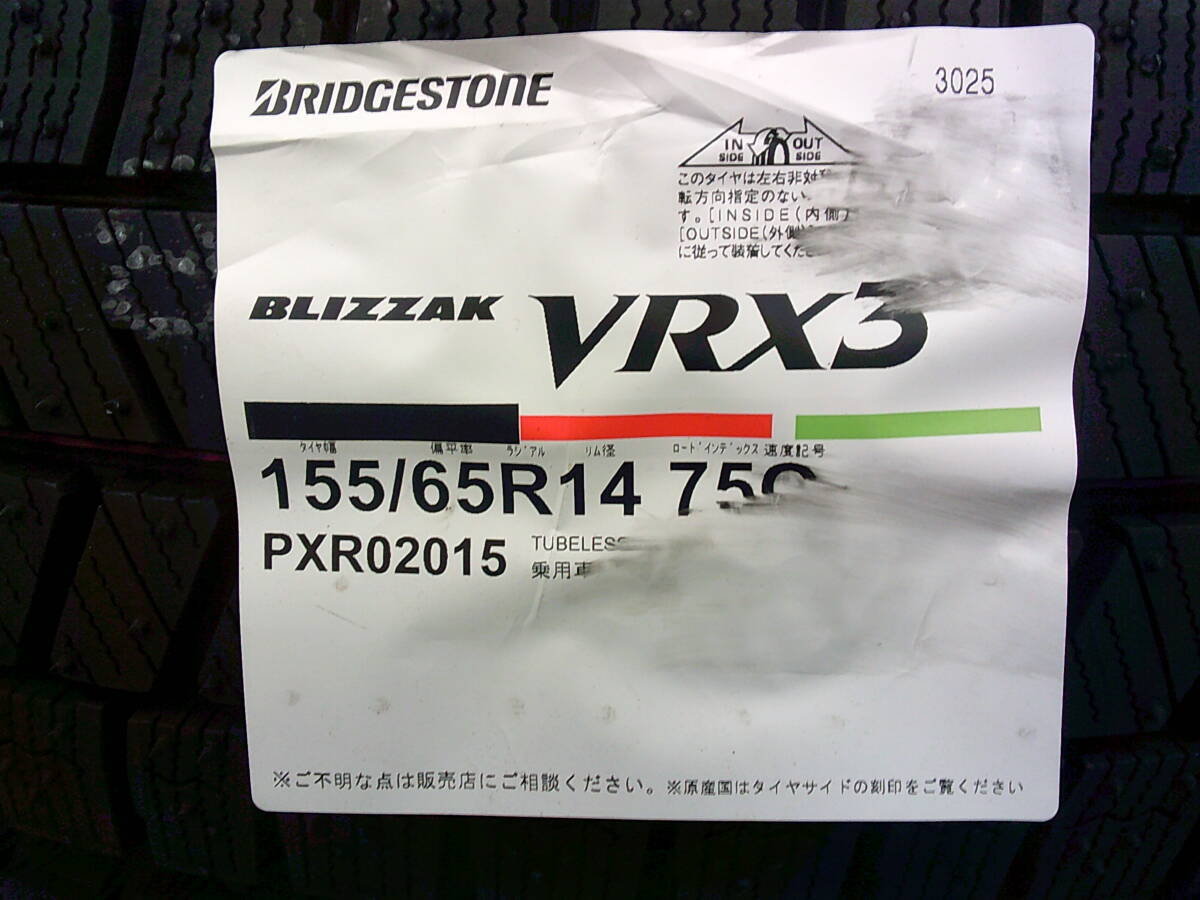 BRIDGESTONE
3025
IN OUT
SIDE SIDE
このタイヤは左右非対
転方向指定のない
す。[INSIDE(内側)
[OUTSIDE(外側)
に従って装着してくだ
BLIZZAK VRX3
タイヤの幅 偏平率 ラジアル リム径 ロードインデックス 速度記号
155/65R14 75Q
PXR02015 TUBELESS
乗用車
※ご不明な点は販売店にご相談ください。※原産国はタイヤサイドの刻印をご覧ください